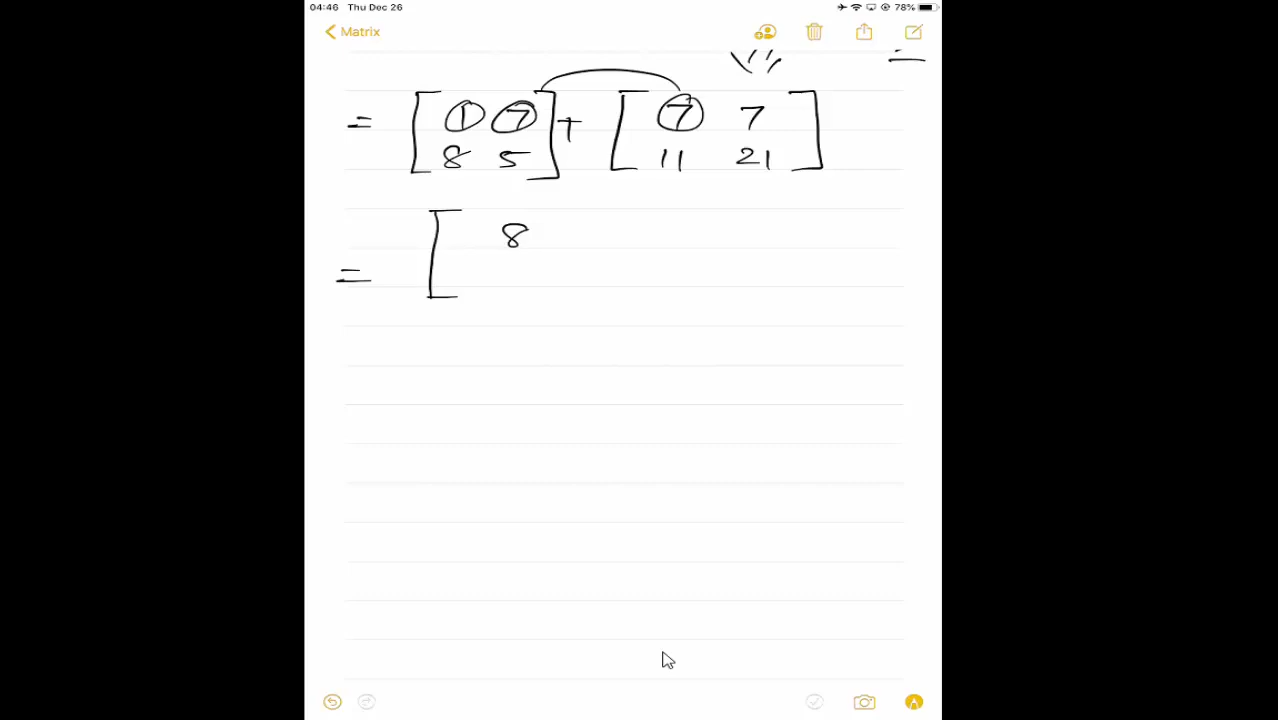 04:46 Thu Dec 26 78%
Matrix
= [ 1 7 ] + [ 7 7 ]
8 5 11 21
= [ 8